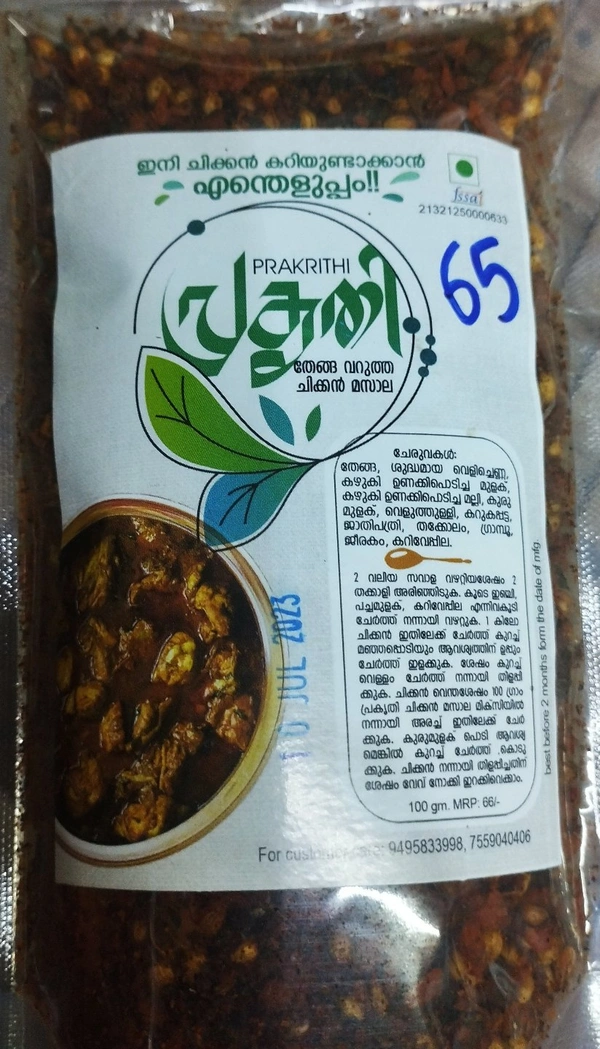 ഇനി ചിക്കൻ കറിയുണ്ടാക്കാൻ
എന്തെളുപ്പം!!
fssai
21321250000633
65
PRAKRITHI
പ്രകൃതി
തേങ്ങ വറുത്ത
ചിക്കൻ മസാല
ചേരുവകൾ:
തേങ്ങ, ശുദ്ധമായ വെളിച്ചെണ്ണ,
കഴുകി ഉണക്കിപൊടിച്ച മുളക്,
കഴുകി ഉണക്കിപൊടിച്ച മല്ലി, കുരു
മുളക്, വെളുത്തുള്ളി, കറുകപ്പട്ട,
ജാതിപത്രി, തക്കോലം, ഗ്രാമ്പൂ,
ജീരകം, കറിവേപ്പില.
2 വലിയ സവാള വഴറ്റിയശേഷം 2
തക്കാളി അരിഞ്ഞിടുക. കൂടെ ഇഞ്ചി,
പച്ചമുളക്, കറിവേപ്പില എന്നിവകൂടി
ചേർത്ത് നന്നായി വഴറ്റുക. 1 കിലോ
ചിക്കൻ ഇതിലേക്ക് ചേർത്ത് കുറച്ച്
മഞ്ഞപ്പൊടിയും ആവശ്യത്തിന് ഉപ്പും
ചേർത്ത് ഇളക്കുക. ശേഷം കുറച്ച്
വെള്ളം ചേർത്ത് നന്നായി തിളപ്പി
ക്കുക. ചിക്കൻ വെന്തശേഷം 100 ഗ്രാം
പ്രകൃതി ചിക്കൻ മസാല മിക്സിയിൽ
നന്നായി അരച്ച് ഇതിലേക്ക് ചേർ
ക്കുക. കുരുമുളക് പൊടി ആവശ്യ
മെങ്കിൽ കുറച്ച് ചേർത്ത് കൊടു
ക്കുക. ചിക്കൻ നന്നായി തിളപ്പിച്ചതിന്
ശേഷം വേവ് നോക്കി ഇറക്കിവെക്കാം.
100 gm. MRP: 66/-
best before 2 months form the date of mfg.
JUL 2023
For customer care: 9495833998, 7559040406